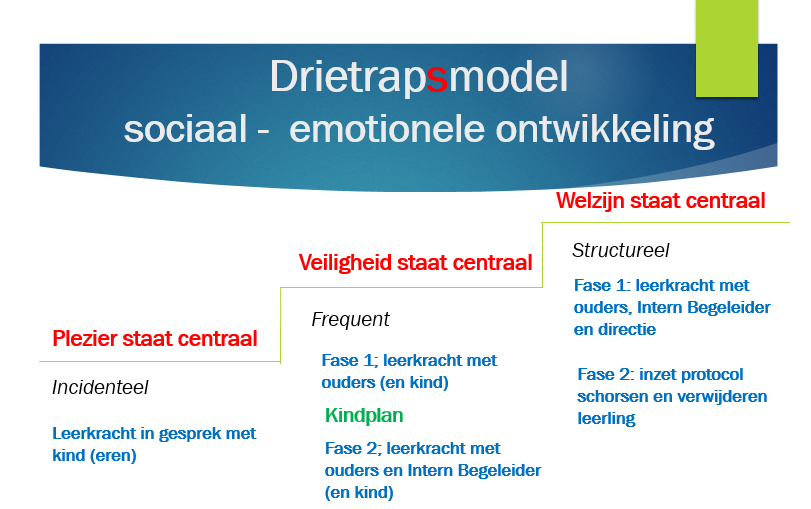 Drietrapsmodel
sociaal - emotionele ontwikkeling
Plezier staat centraal
Incidenteel
Leerkracht in gesprek met
kind (eren)
Veiligheid staat centraal
Frequent
Fase 1; leerkracht met
ouders (en kind)
Kindplan
Fase 2; leerkracht met
ouders en Intern Begeleider
(en kind)
Welzijn staat centraal
Structureel
Fase 1: leerkracht met
ouders, Intern Begeleider
en directie
Fase 2: inzet protocol
schorsen en verwijderen
leerling